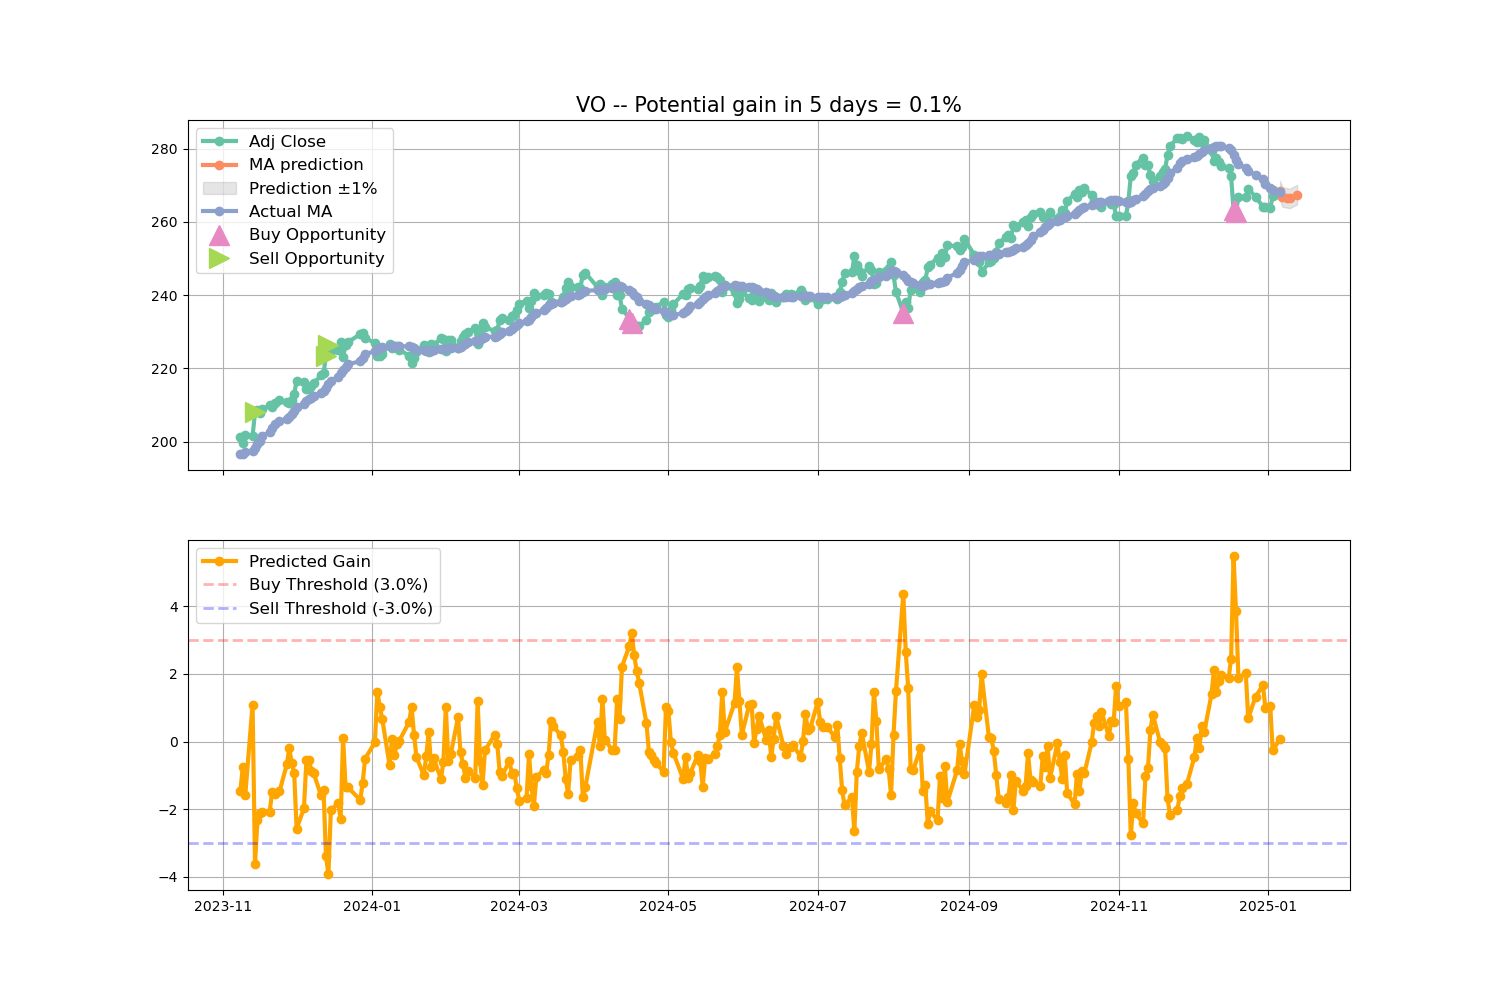 VO -- Potential gain in 5 days = 0.1%
Adj Close
MA prediction
Prediction ±1%
Actual MA
Buy Opportunity
Sell Opportunity
280
260
240
220
200
Predicted Gain
Buy Threshold (3.0%)
Sell Threshold (-3.0%)
4
2
0
−2
−4
2023-11
2024-01
2024-03
2024-05
2024-07
2024-09
2024-11
2025-01